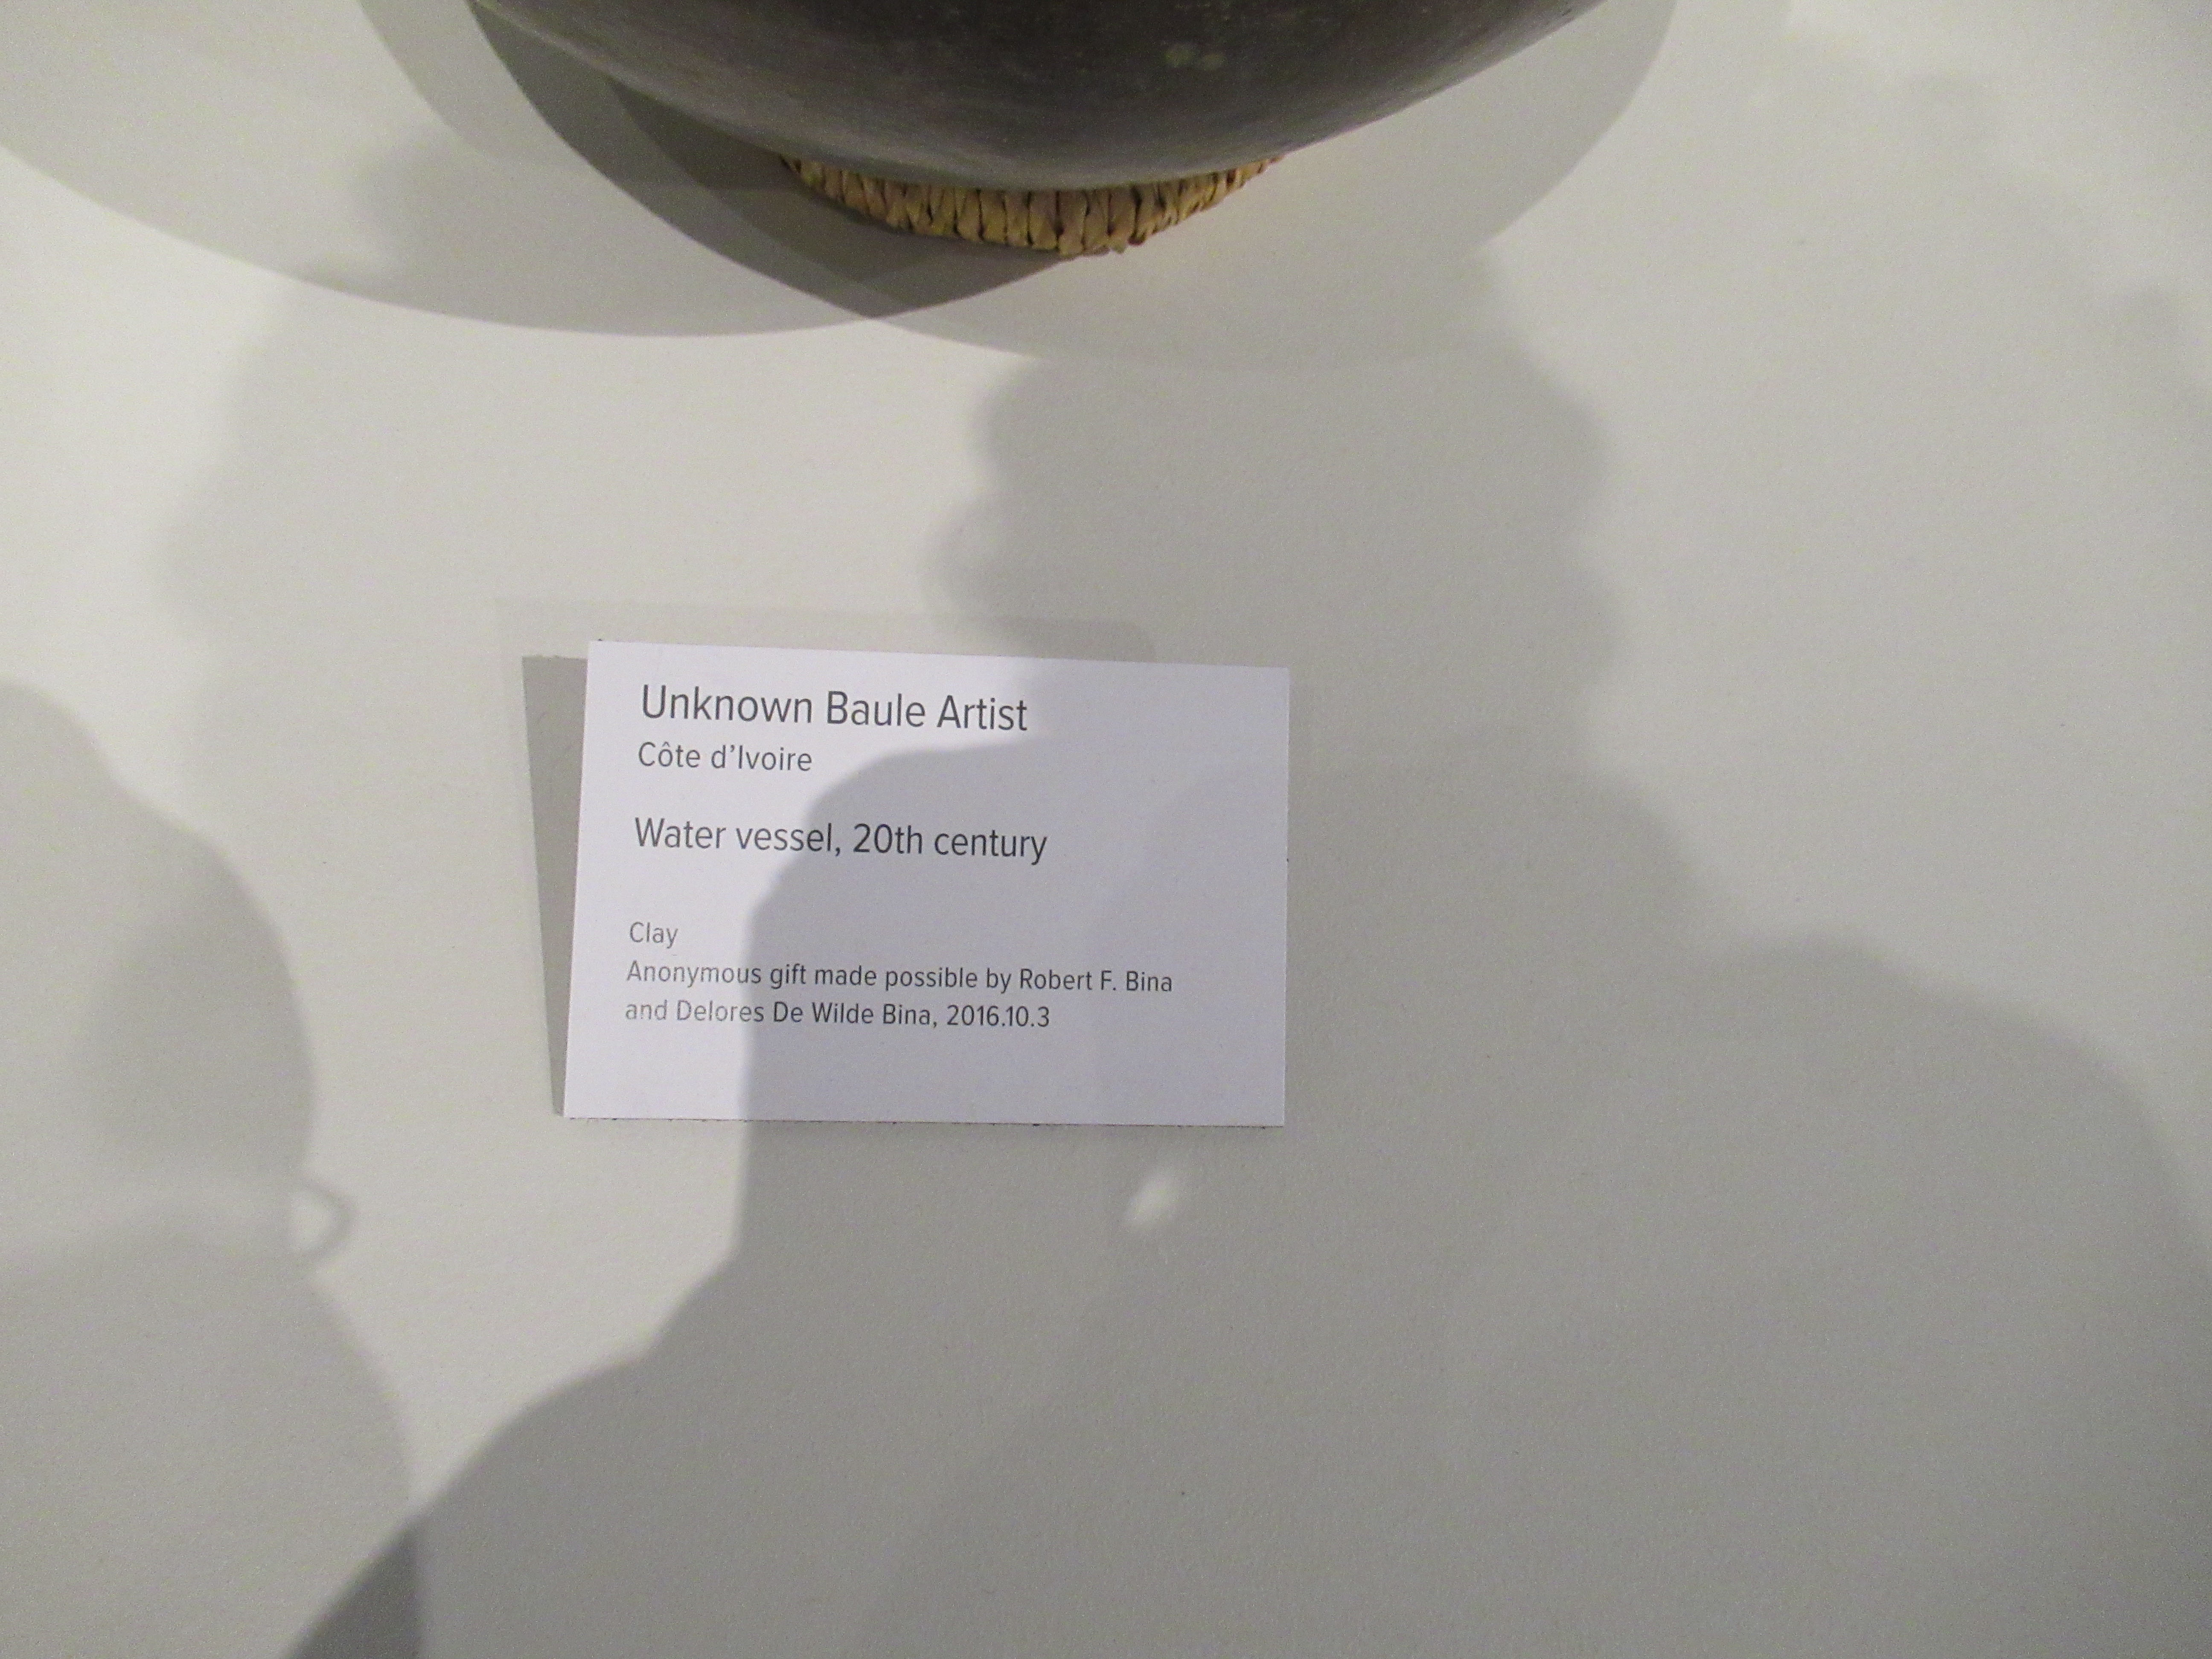 Unknown Baule Artist
Côte d’Ivoire
Water vessel, 20th century
Clay
Anonymous gift made possible by Robert F. Bina
and Delores De Wilde Bina, 2016.10.3